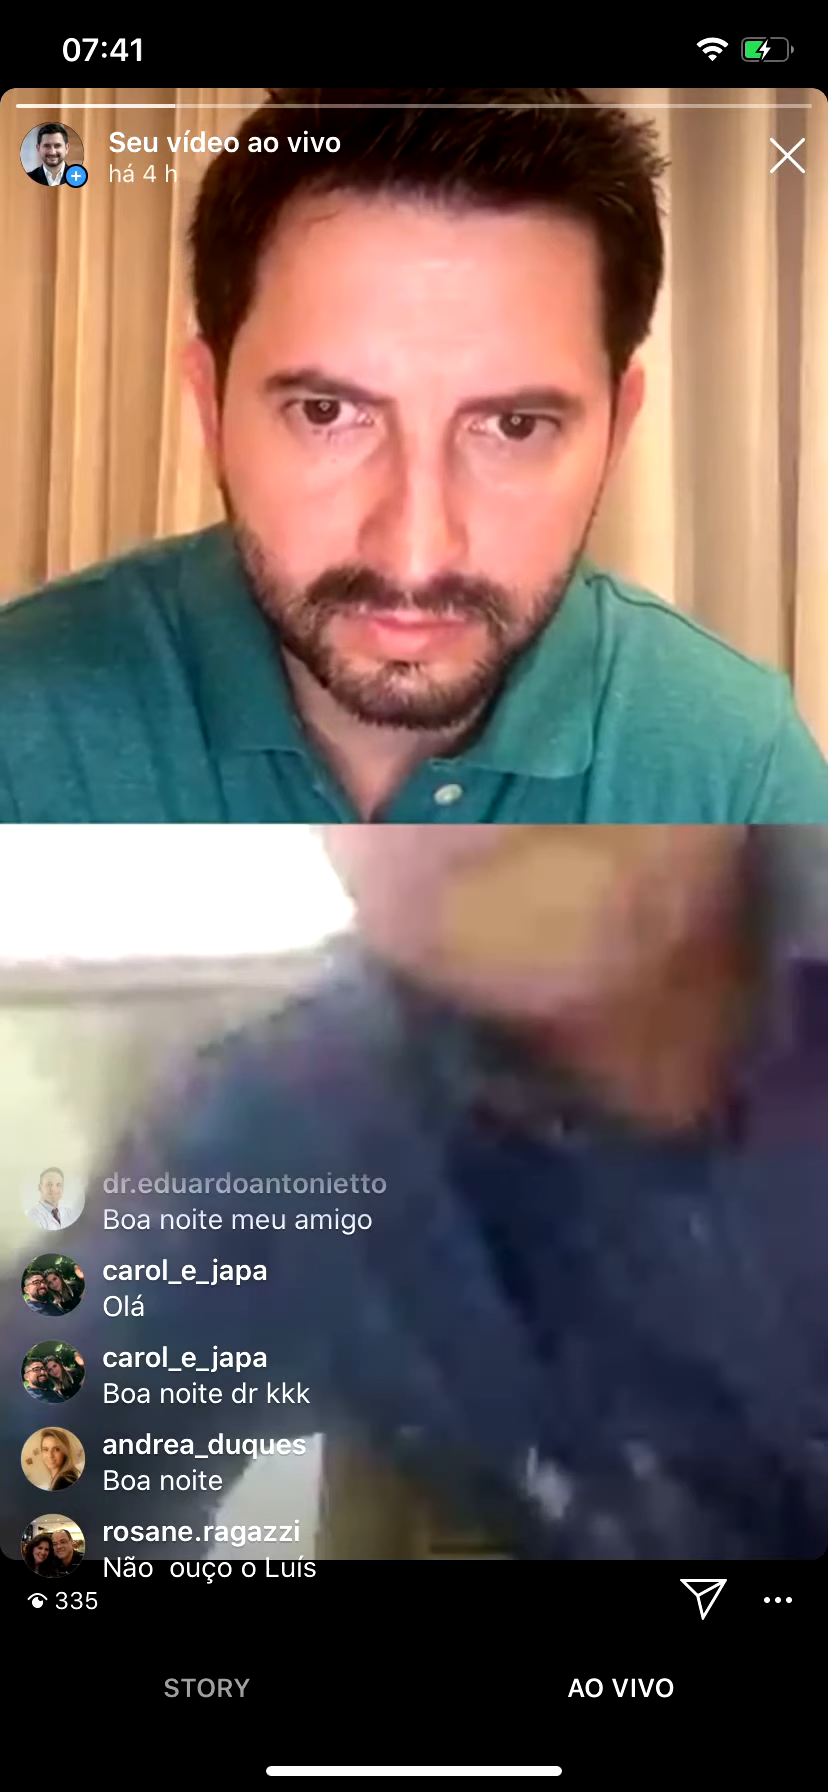 07:41
Seu vídeo ao vivo
há 4 h
dr.eduardoantonietto
Boa noite meu amigo
carol_e_japa
Olá
carol_e_japa
Boa noite dr kkk
andrea_duques
Boa noite
rosane.ragazzi
Não  ouço o Luís
335
STORY
AO VIVO